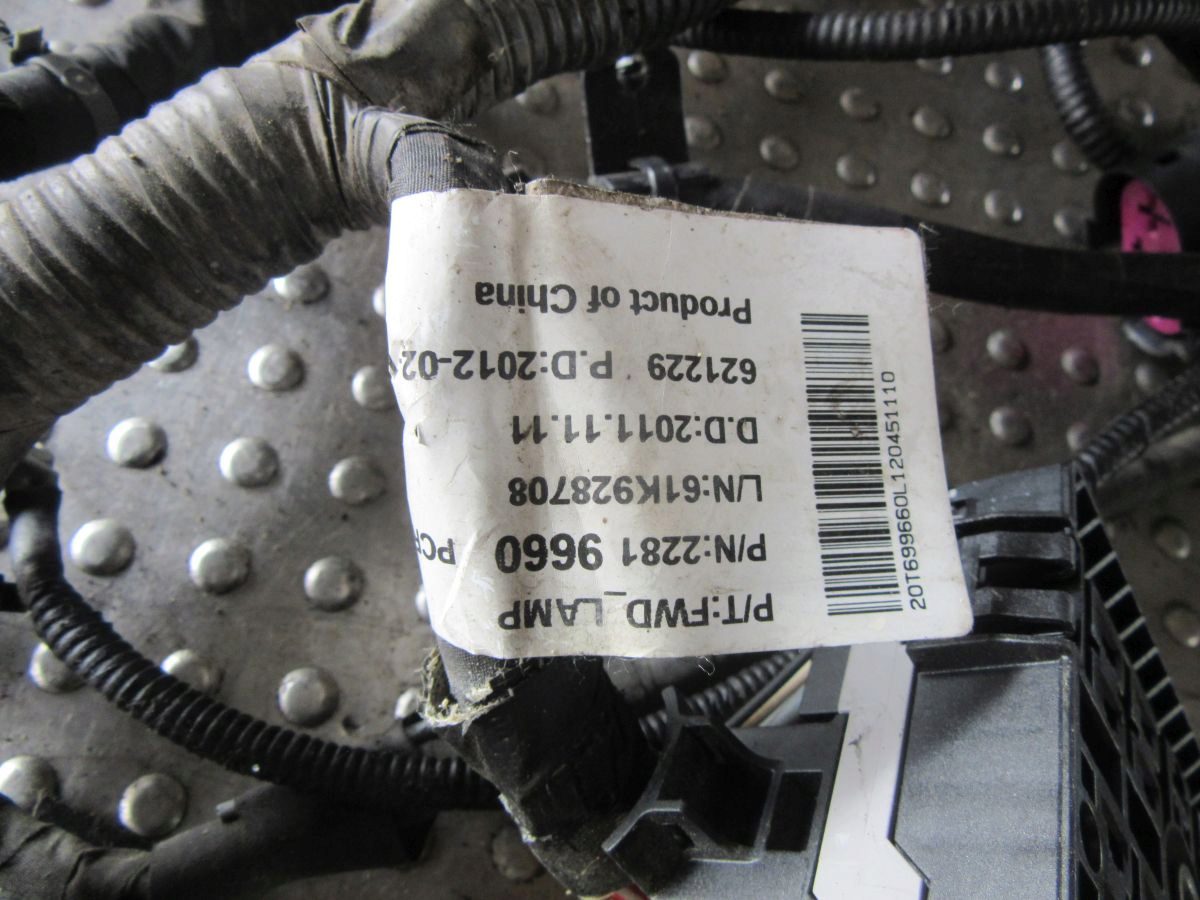 P/T:FWD_LAMP
P/N:2281 9660
L/N:61K928708
D.D:2011.11.11
621229 P.D:2012-02
Product of China
20T699660L120451110